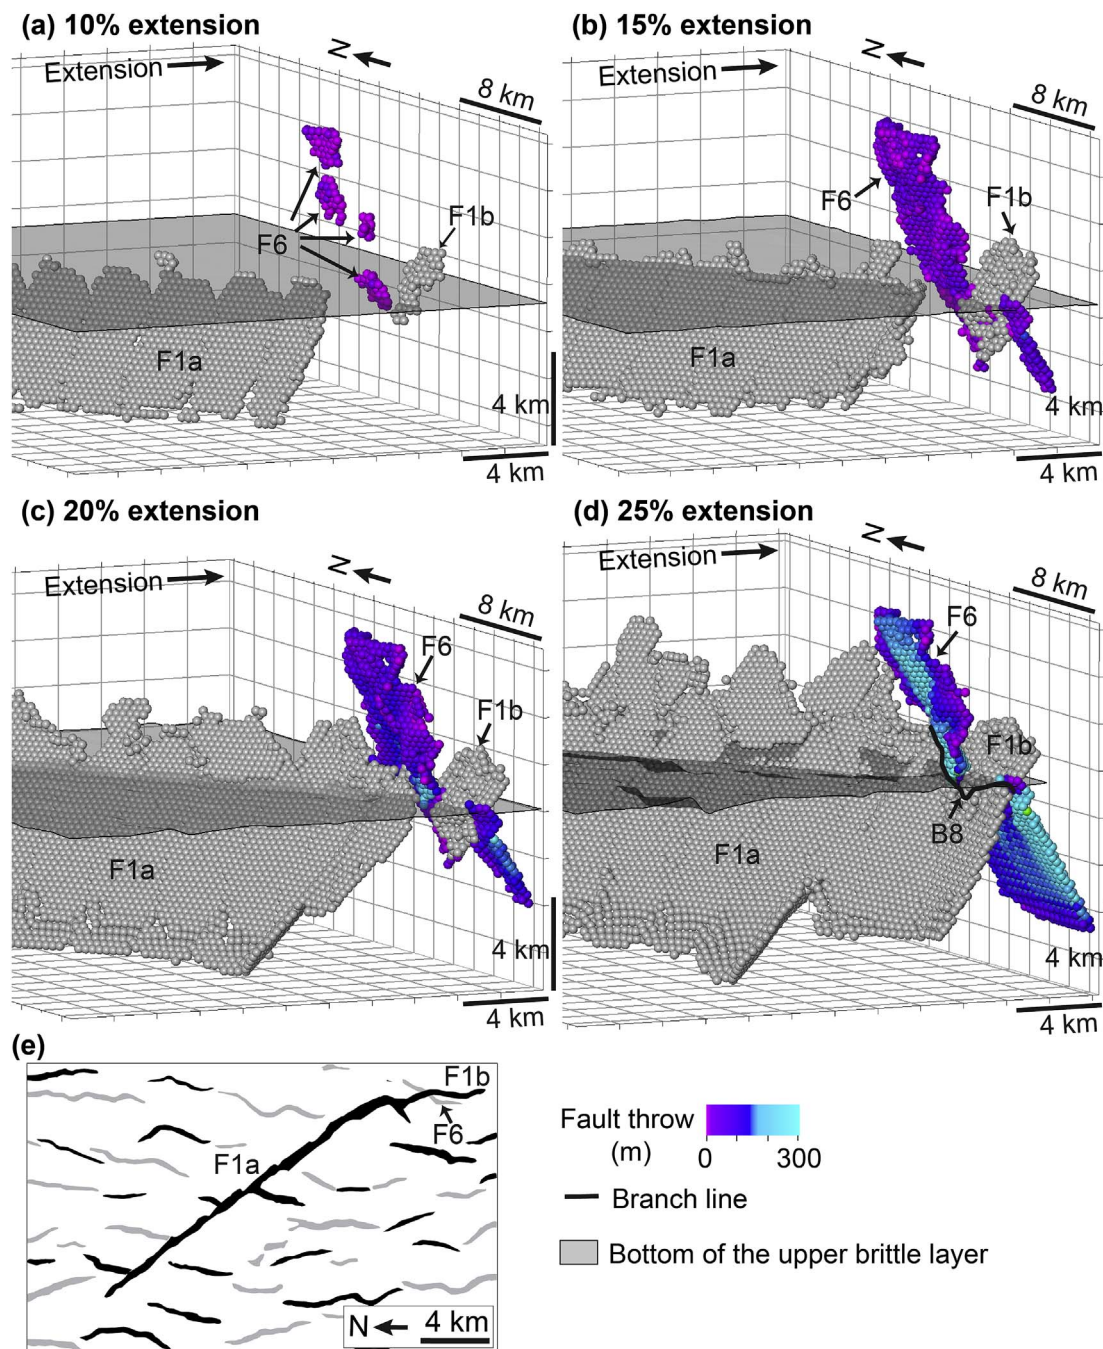 (a) 10% extension
Extension
N
8 km
F6
F1b
F1a
4 km
4 km
(b) 15% extension
Extension
N
8 km
F6
F1b
F1a
4 km
4 km
(c) 20% extension
Extension
N
8 km
F6
F1b
F1a
4 km
(d) 25% extension
Extension
N
8 km
F6
F1b
B8
F1a
4 km
4 km
(e)
F1b
F6
F1a
N
4 km
Fault throw
(m)
0
300
Branch line
Bottom of the upper brittle layer